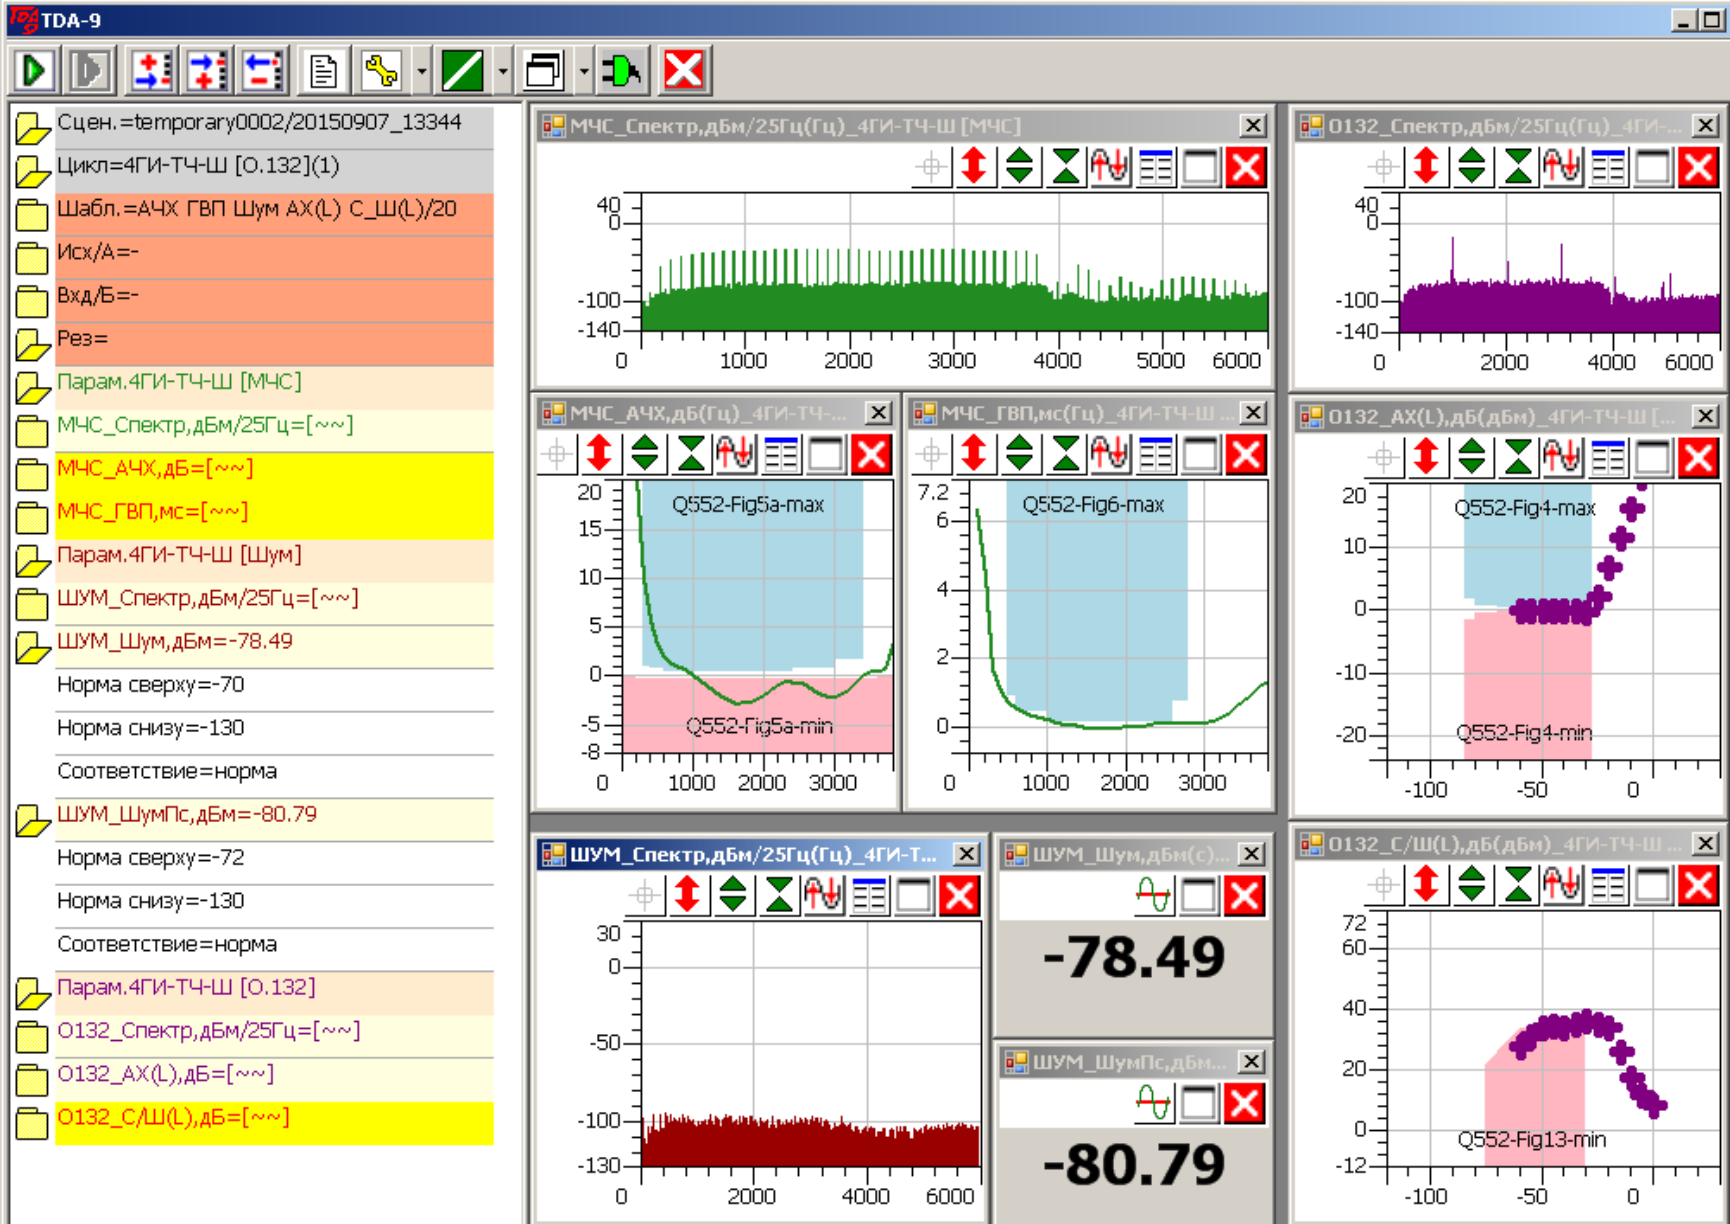 TDA-9
Сцен.=temporary0002/20150907_13344
Цикл=4ГИ-ТЧ-Ш [О.132](1)
Шабл.=АЧХ ГВП Шум АХ(L) С_Ш(L)/20
Исх/А=-
Вхд/Б=-
Рез=
Парам.4ГИ-ТЧ-Ш [МЧС]
МЧС_Спектр,дБм/25Гц=[~~]
МЧС_АЧХ,дБ=[~~]
МЧС_ГВП,мс=[~~]
Парам.4ГИ-ТЧ-Ш [Шум]
ШУМ_Спектр,дБм/25Гц=[~~]
ШУМ_Шум,дБм=-78.49
Норма сверху=-70
Норма снизу=-130
Соответствие=норма
ШУМ_ШумПс,дБм=-80.79
Норма сверху=-72
Норма снизу=-130
Соответствие=норма
Парам.4ГИ-ТЧ-Ш [О.132]
О132_Спектр,дБм/25Гц=[~~]
О132_АХ(L),дБ=[~~]
О132_С/Ш(L),дБ=[~~]
МЧС_Спектр,дБм/25Гц(Гц)_4ГИ-ТЧ-Ш [МЧС]
40
0
-100
-140
0 1000 2000 3000 4000 5000 6000
О132_Спектр,дБм/25Гц(Гц)_4ГИ-...
40
0
-100
-140
0 2000 4000 6000
МЧС_АЧХ,дБ(Гц)_4ГИ-ТЧ-...
20
15
10
5
0
-5
-8
Q552-Fig5a-max
Q552-Fig5a-min
0 1000 2000 3000
МЧС_ГВП,мс(Гц)_4ГИ-ТЧ-Ш ...
7.2
6
4
2
0
Q552-Fig6-max
0 1000 2000 3000
О132_АХ(L),дБ(дБм)_4ГИ-ТЧ-Ш [...
20
10
0
-10
-20
Q552-Fig4-max
Q552-Fig4-min
-100 -50 0
ШУМ_Спектр,дБм/25Гц(Гц)_4ГИ-Т...
30
0
-50
-100
-130
0 2000 4000 6000
ШУМ_Шум,дБм(с)...
-78.49
ШУМ_ШумПс,дБм...
-80.79
О132_С/Ш(L),дБ(дБм)_4ГИ-ТЧ-Ш ...
72
60
40
20
0
-12
Q552-Fig13-min
-100 -50 0